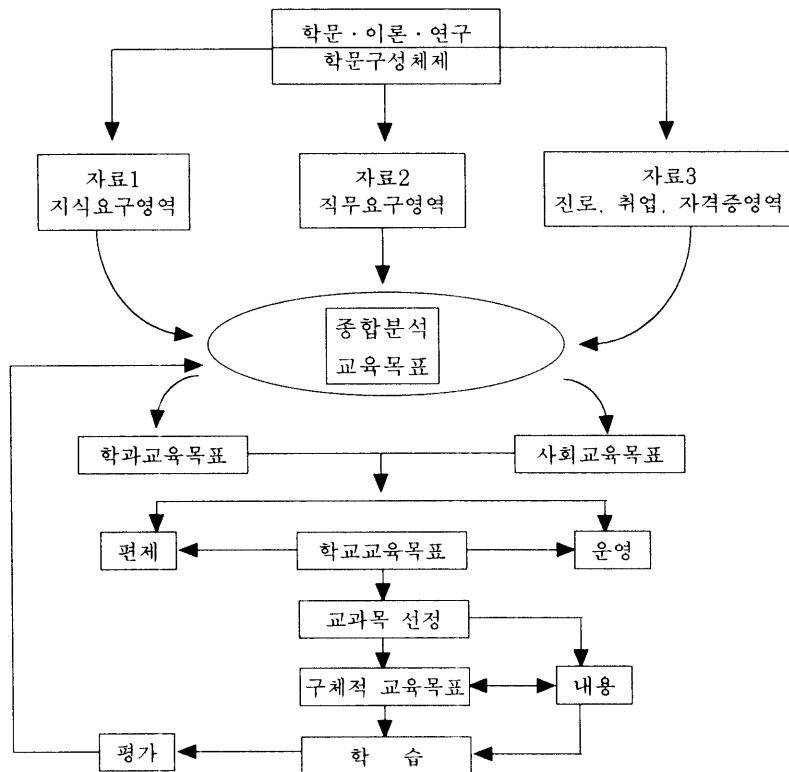 학문·이론·연구
학문구성체제
자료1
지식요구영역
자료2
직무요구영역
자료3
진로, 취업, 자격증영역
종합분석
교육목표
학과교육목표
사회교육목표
편제
학교교육목표
운영
교과목 선정
구체적 교육목표
내용
평가
학 습